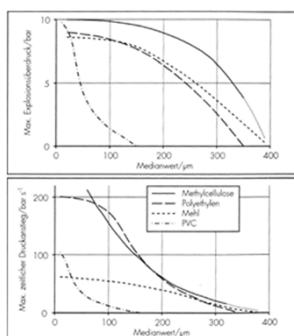 10
5
0
Max. Explosionsüberdruck/bar
0
100
200
300
400
Medianwert/µm
200
100
0
Max. zeitlicher Druckanstieg/bar s⁻¹
Methylcellulose
Polyethylen
Mehl
PVC
0
100
200
300
400
Medianwert/µm